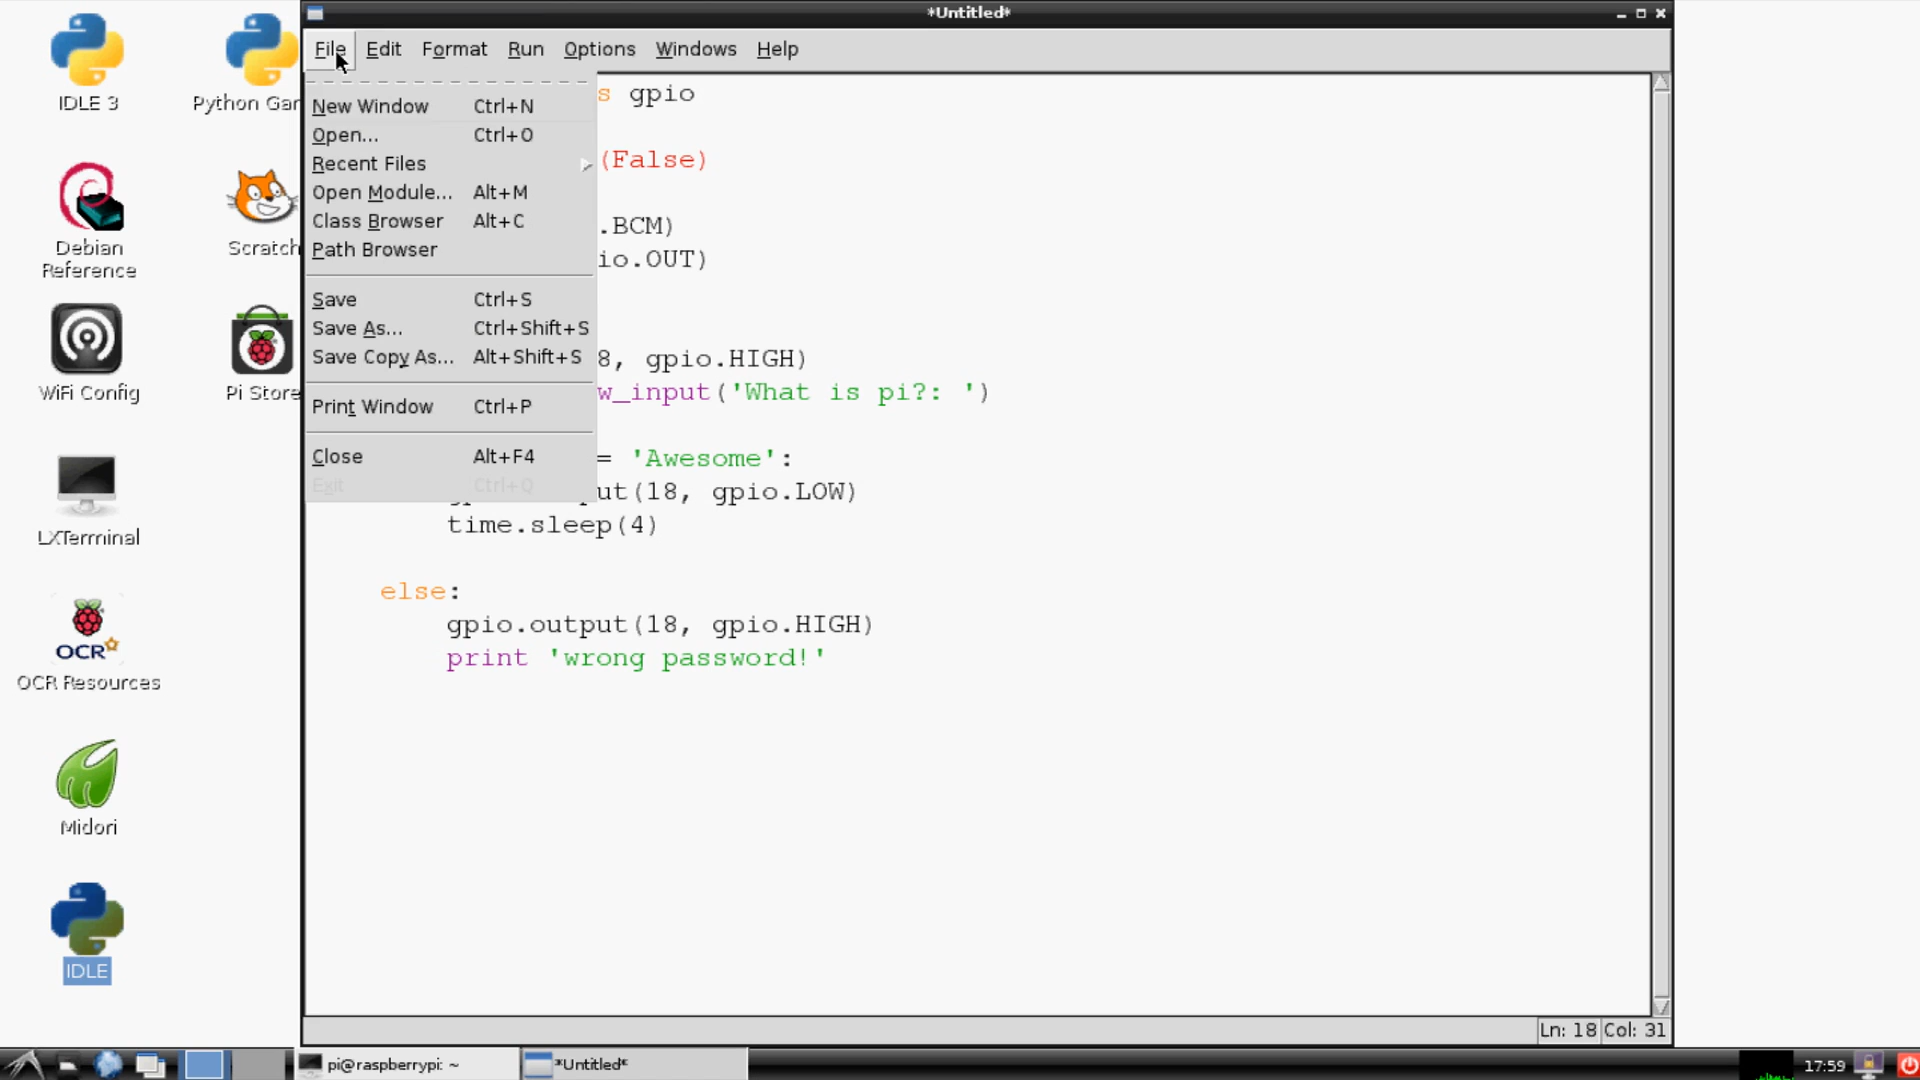 *Untitled*
File Edit Format Run Options Windows Help
New Window Ctrl+N
Open... Ctrl+O
Recent Files
Open Module... Alt+M
Class Browser Alt+C
Path Browser
Save Ctrl+S
Save As... Ctrl+Shift+S
Save Copy As... Alt+Shift+S
Print Window Ctrl+P
Close Alt+F4
Exit Ctrl+Q
s gpio
(False)
.BCM)
io.OUT)
8, gpio.HIGH)
w_input('What is pi?: ')
= 'Awesome':
ut(18, gpio.LOW)
time.sleep(4)
else:
gpio.output(18, gpio.HIGH)
print 'wrong password!'
Ln: 18 Col: 31
IDLE 3
Python Gar
Debian
Reference
Scratch
WiFi Config
Pi Store
LXTerminal
OCR
OCR Resources
Midori
IDLE
pi@raspberrypi: ~
*Untitled*
17:59